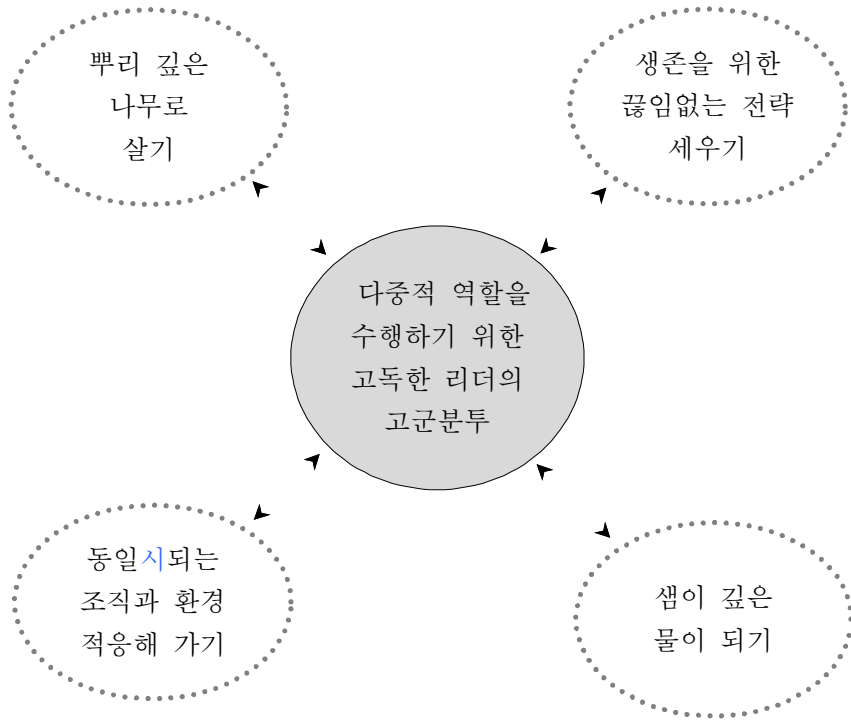 뿌리 깊은
나무로
살기
생존을 위한
끊임없는 전략
세우기
다중적 역할을
수행하기 위한
고독한 리더의
고군분투
동일시되는
조직과 환경
적응해 가기
샘이 깊은
물이 되기